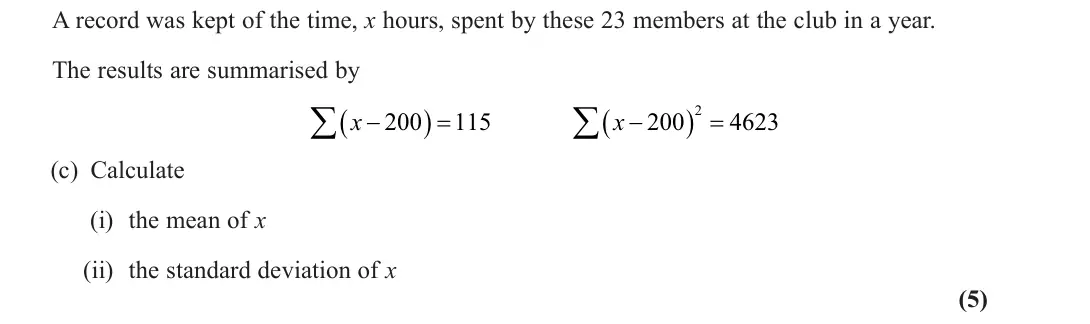 A record was kept of the time, x hours, spent by these 23 members at the club in a year.
The results are summarised by
∑(x−200)=115    ∑(x−200)² = 4623
(c) Calculate
(i) the mean of x
(ii) the standard deviation of x
(5)